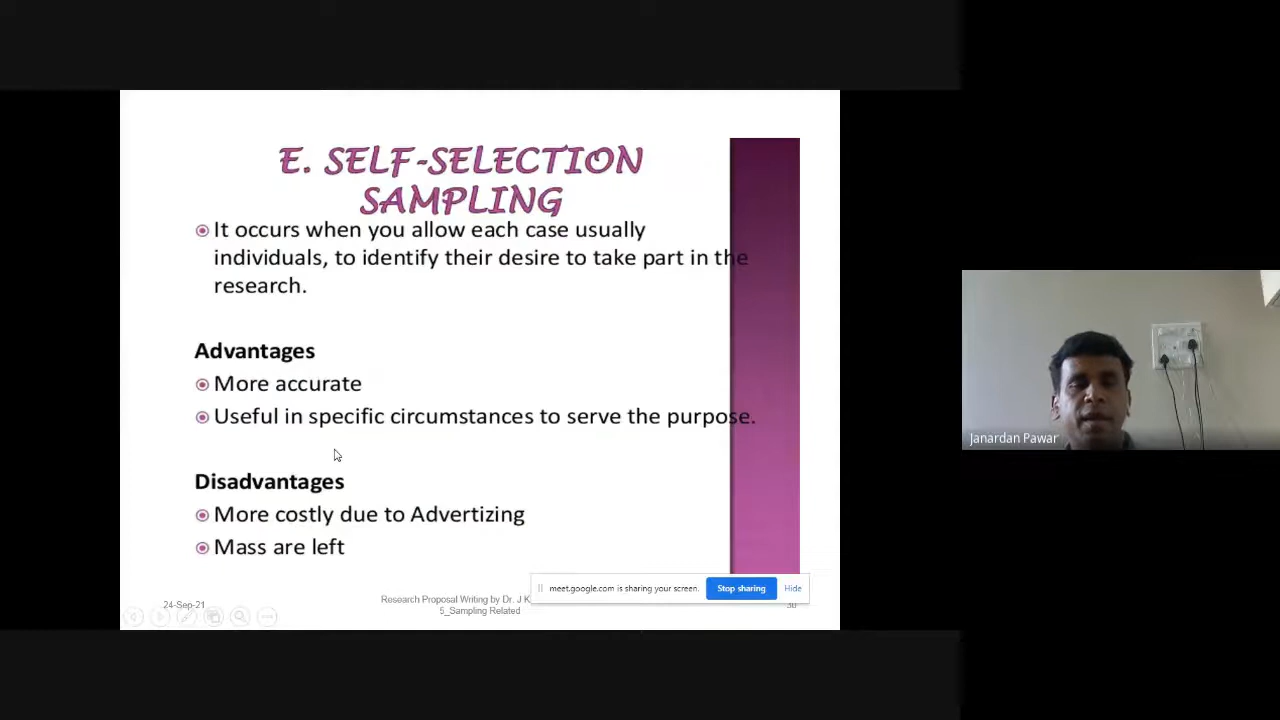 E. SELF-SELECTION
SAMPLING
It occurs when you allow each case usually
individuals, to identify their desire to take part in the
research.
Advantages
More accurate
Useful in specific circumstances to serve the purpose.
Disadvantages
More costly due to Advertizing
Mass are left
meet.google.com is sharing your screen.
Stop sharing
Hide
24-Sep-21
Research Proposal Writing by Dr. J K
5_Sampling Related
30
Janardan Pawar